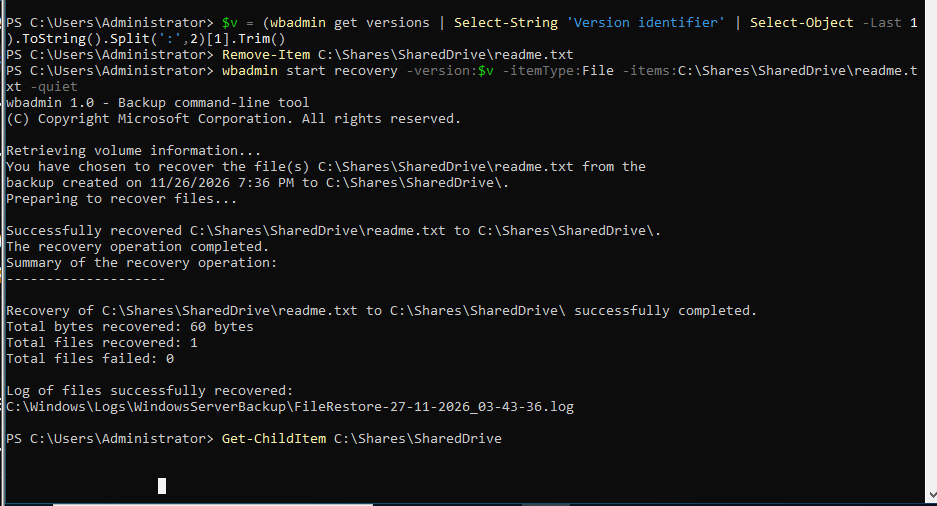 PS C:\Users\Administrator> $v = (wbadmin get versions | Select-String 'Version identifier' | Select-Object -Last 1
).ToString().Split(':',2)[1].Trim()
PS C:\Users\Administrator> Remove-Item C:\Shares\SharedDrive\readme.txt
PS C:\Users\Administrator> wbadmin start recovery -version:$v -itemType:File -items:C:\Shares\SharedDrive\readme.t
xt -quiet
wbadmin 1.0 - Backup command-line tool
(C) Copyright Microsoft Corporation. All rights reserved.

Retrieving volume information...
You have chosen to recover the file(s) C:\Shares\SharedDrive\readme.txt from the
backup created on 11/26/2026 7:36 PM to C:\Shares\SharedDrive\.
Preparing to recover files...

Successfully recovered C:\Shares\SharedDrive\readme.txt to C:\Shares\SharedDrive\.
The recovery operation completed.
Summary of the recovery operation:
--------------------

Recovery of C:\Shares\SharedDrive\readme.txt to C:\Shares\SharedDrive\ successfully completed.
Total bytes recovered: 60 bytes
Total files recovered: 1
Total files failed: 0

Log of files successfully recovered:
C:\Windows\Logs\WindowsServerBackup\FileRestore-27-11-2026_03-43-36.log

PS C:\Users\Administrator> Get-ChildItem C:\Shares\SharedDrive